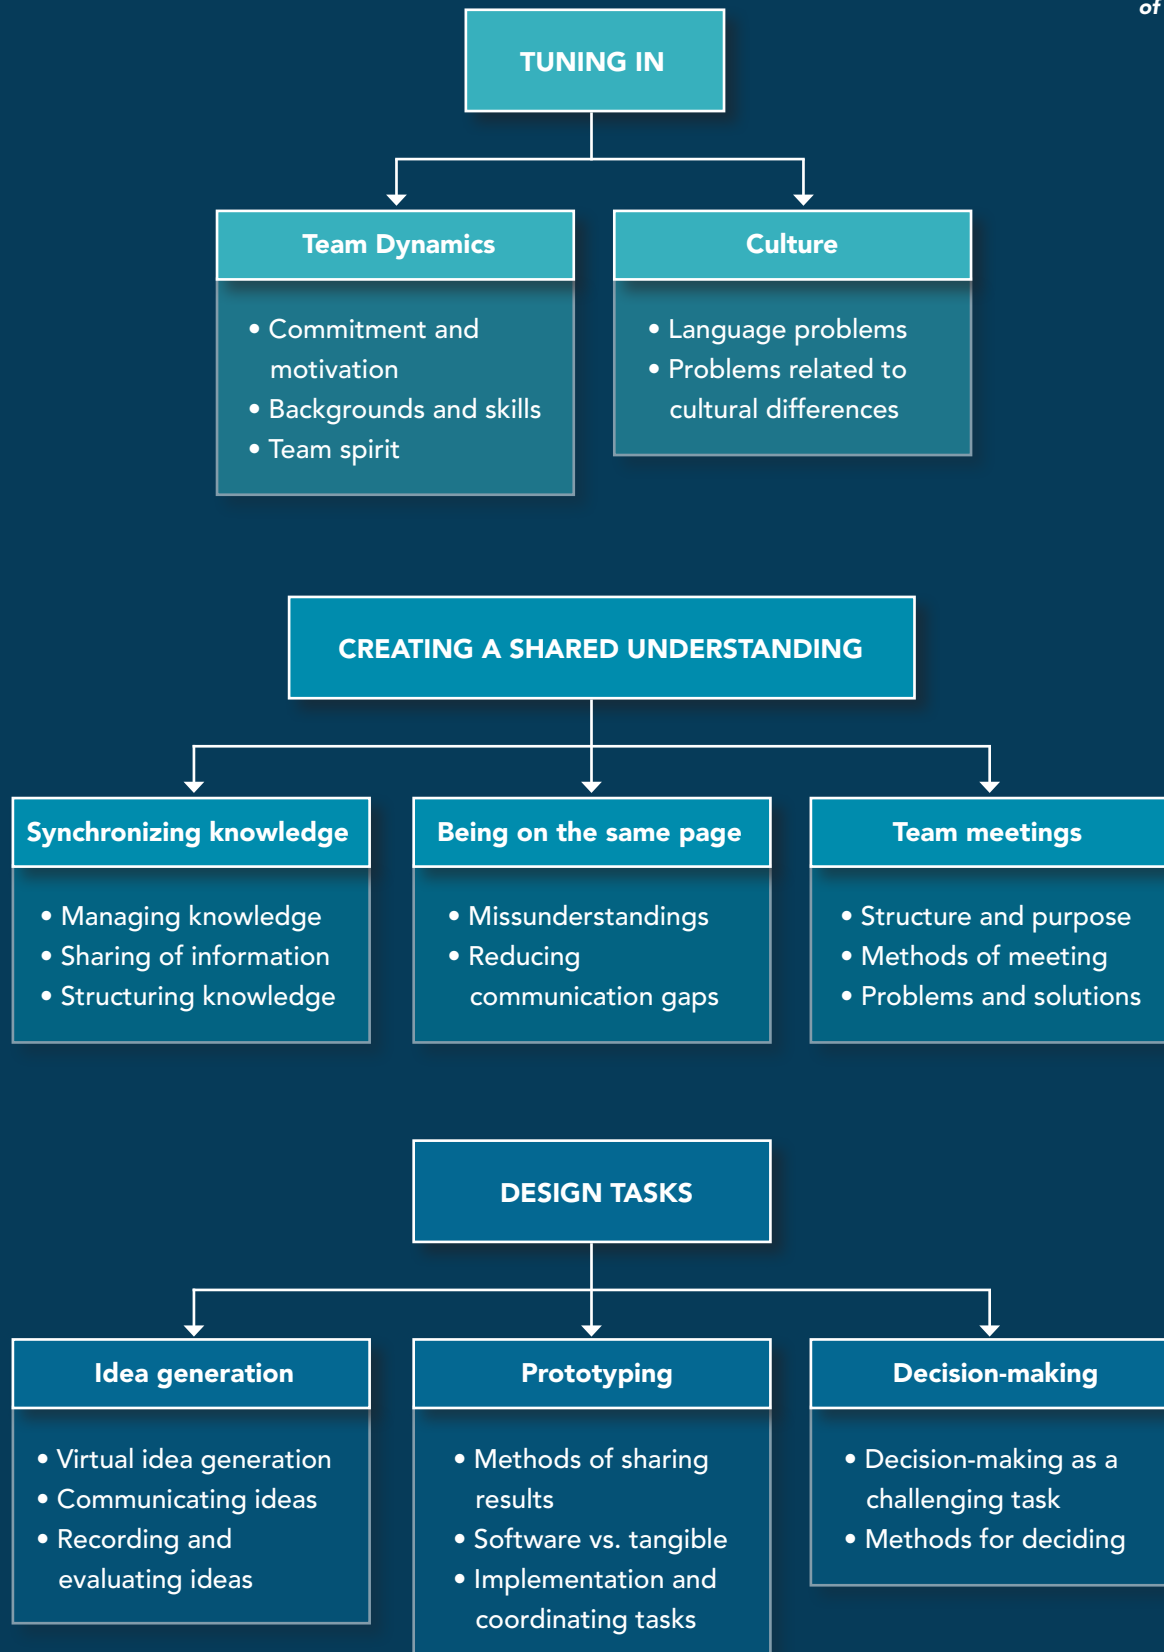 of
TUNING IN
Team Dynamics
• Commitment and
motivation
• Backgrounds and skills
• Team spirit
Culture
• Language problems
• Problems related to
cultural differences
CREATING A SHARED UNDERSTANDING
Synchronizing knowledge
• Managing knowledge
• Sharing of information
• Structuring knowledge
Being on the same page
• Missunderstandings
• Reducing
communication gaps
Team meetings
• Structure and purpose
• Methods of meeting
• Problems and solutions
DESIGN TASKS
Idea generation
• Virtual idea generation
• Communicating ideas
• Recording and
evaluating ideas
Prototyping
• Methods of sharing
results
• Software vs. tangible
• Implementation and
coordinating tasks
Decision-making
• Decision-making as a
challenging task
• Methods for deciding